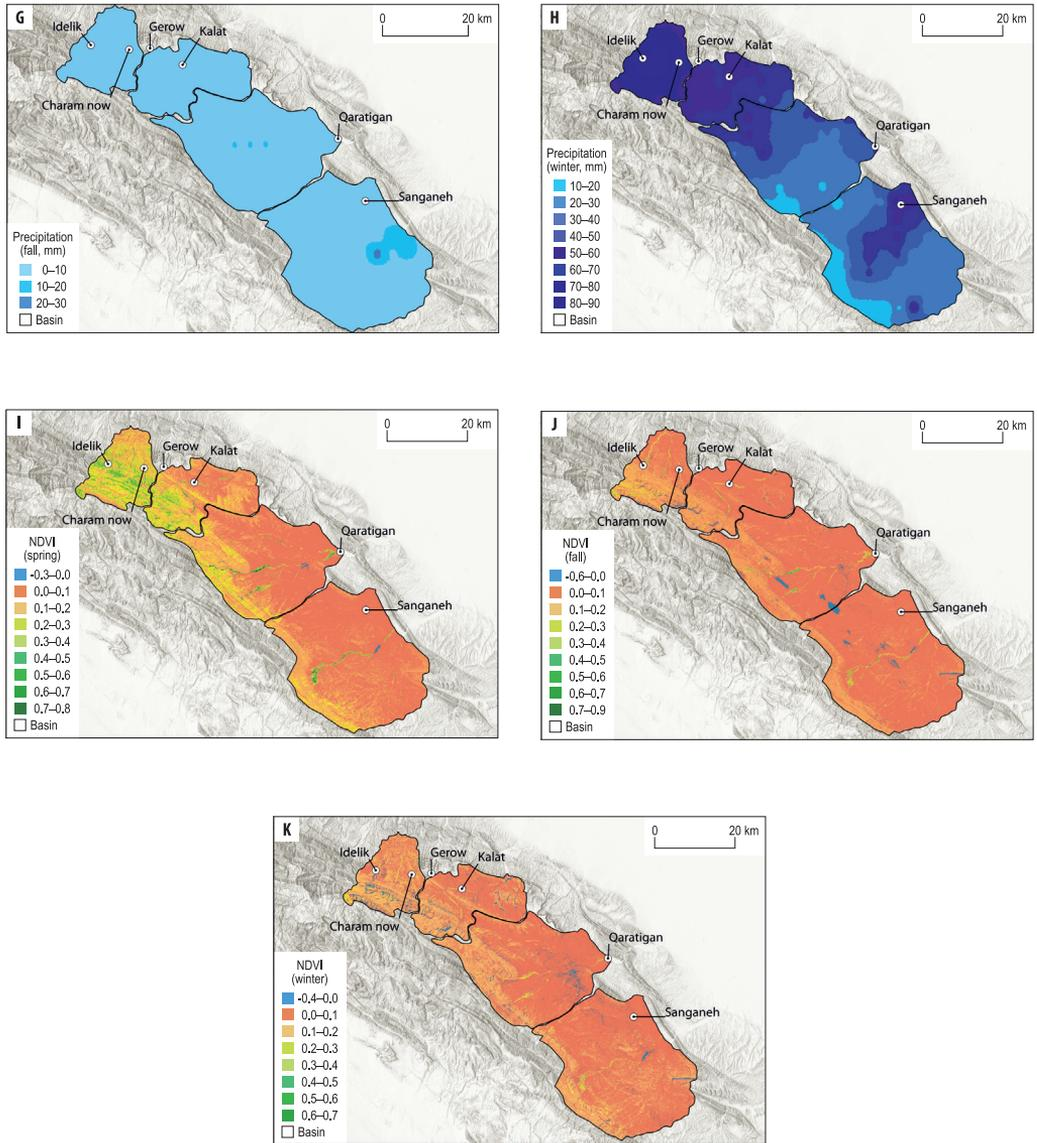 G
0 20 km
Idelik
Gerow
Kalat
Charam now
Qaratigan
Sanganeh
Precipitation
(fall, mm)
0–10
10–20
20–30
Basin
H
0 20 km
Idelik
Gerow
Kalat
Charam now
Qaratigan
Sanganeh
Precipitation
(winter, mm)
10–20
20–30
30–40
40–50
50–60
60–70
70–80
80–90
Basin
I
0 20 km
Idelik
Gerow
Kalat
Charam now
Qaratigan
Sanganeh
NDVI
(spring)
-0.3–0.0
0.0–0.1
0.1–0.2
0.2–0.3
0.3–0.4
0.4–0.5
0.5–0.6
0.6–0.7
0.7–0.8
Basin
J
0 20 km
Idelik
Gerow
Kalat
Charam now
Qaratigan
Sanganeh
NDVI
(fall)
-0.6–0.0
0.0–0.1
0.1–0.2
0.2–0.3
0.3–0.4
0.4–0.5
0.5–0.6
0.6–0.7
0.7–0.9
Basin
K
0 20 km
Idelik
Gerow
Kalat
Charam now
Qaratigan
Sanganeh
NDVI
(winter)
-0.4–0.0
0.0–0.1
0.1–0.2
0.2–0.3
0.3–0.4
0.4–0.5
0.5–0.6
0.6–0.7
Basin